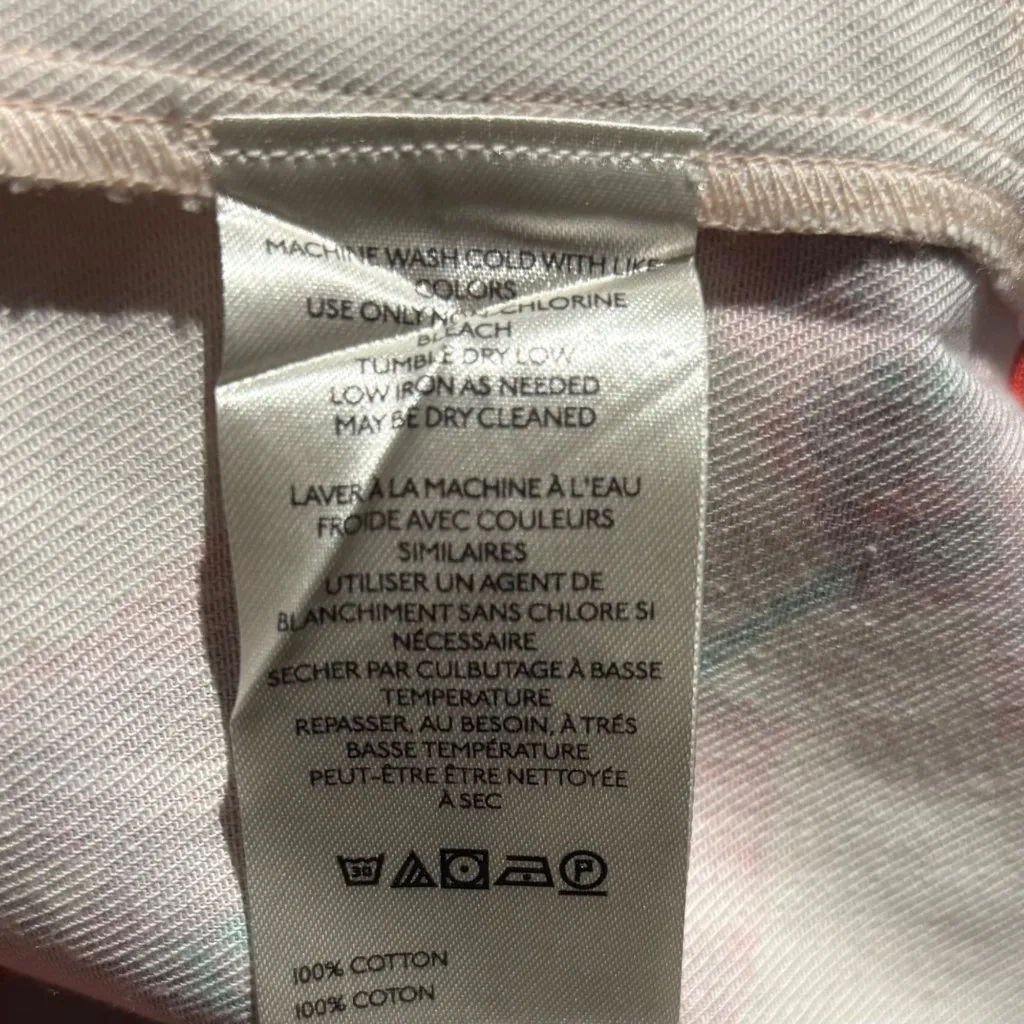 MACHINE WASH COLD WITH LIKE
COLORS
USE ONLY NON-CHLORINE
BLEACH
TUMBLE DRY LOW
LOW IRON AS NEEDED
MAY BE DRY CLEANED
LAVER À LA MACHINE À L'EAU
FROIDE AVEC COULEURS
SIMILAIRES
UTILISER UN AGENT DE
BLANCHIMENT SANS CHLORE SI
NÉCESSAIRE
SECHER PAR CULBUTAGE À BASSE
TEMPERATURE
REPASSER, AU BESOIN, À TRÉS
BASSE TEMPÉRATURE
PEUT-ÊTRE ÊTRE NETTOYÉE
À SEC
30 P
100% COTTON
100% COTON